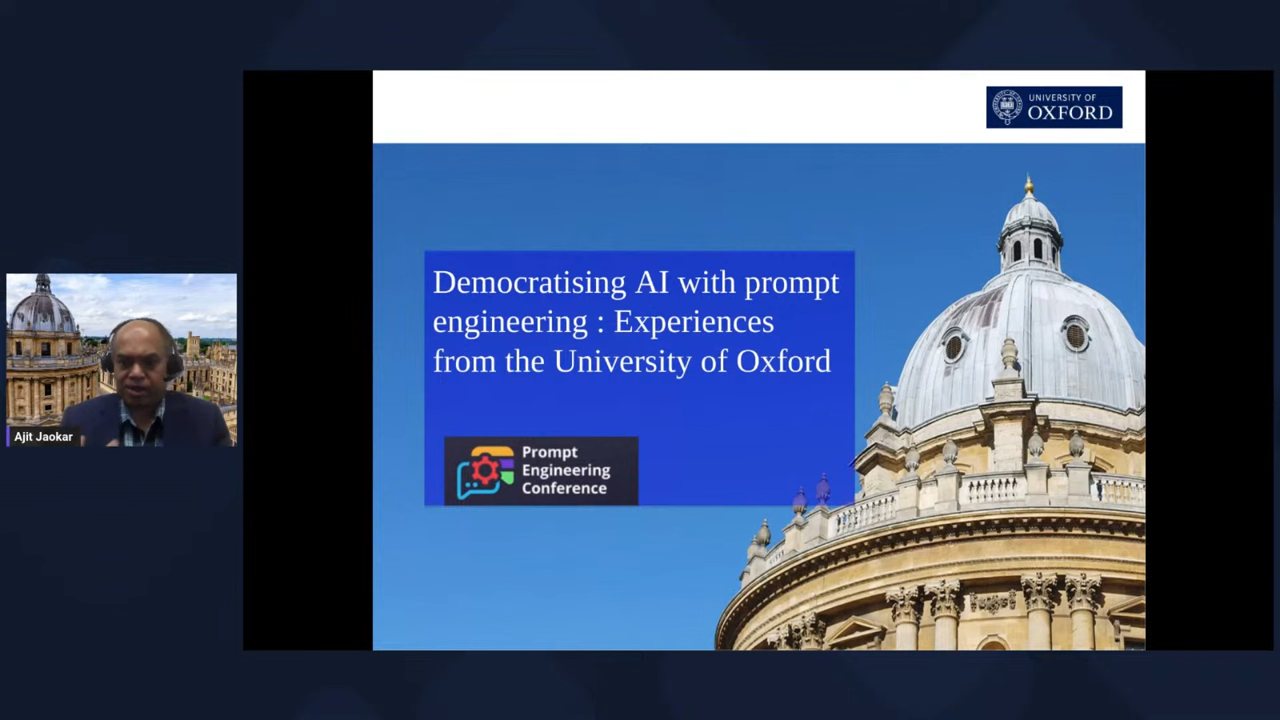 UNIVERSITY OF
OXFORD
Democratising AI with prompt
engineering : Experiences
from the University of Oxford
Prompt
Engineering
Conference
Ajit Jaokar